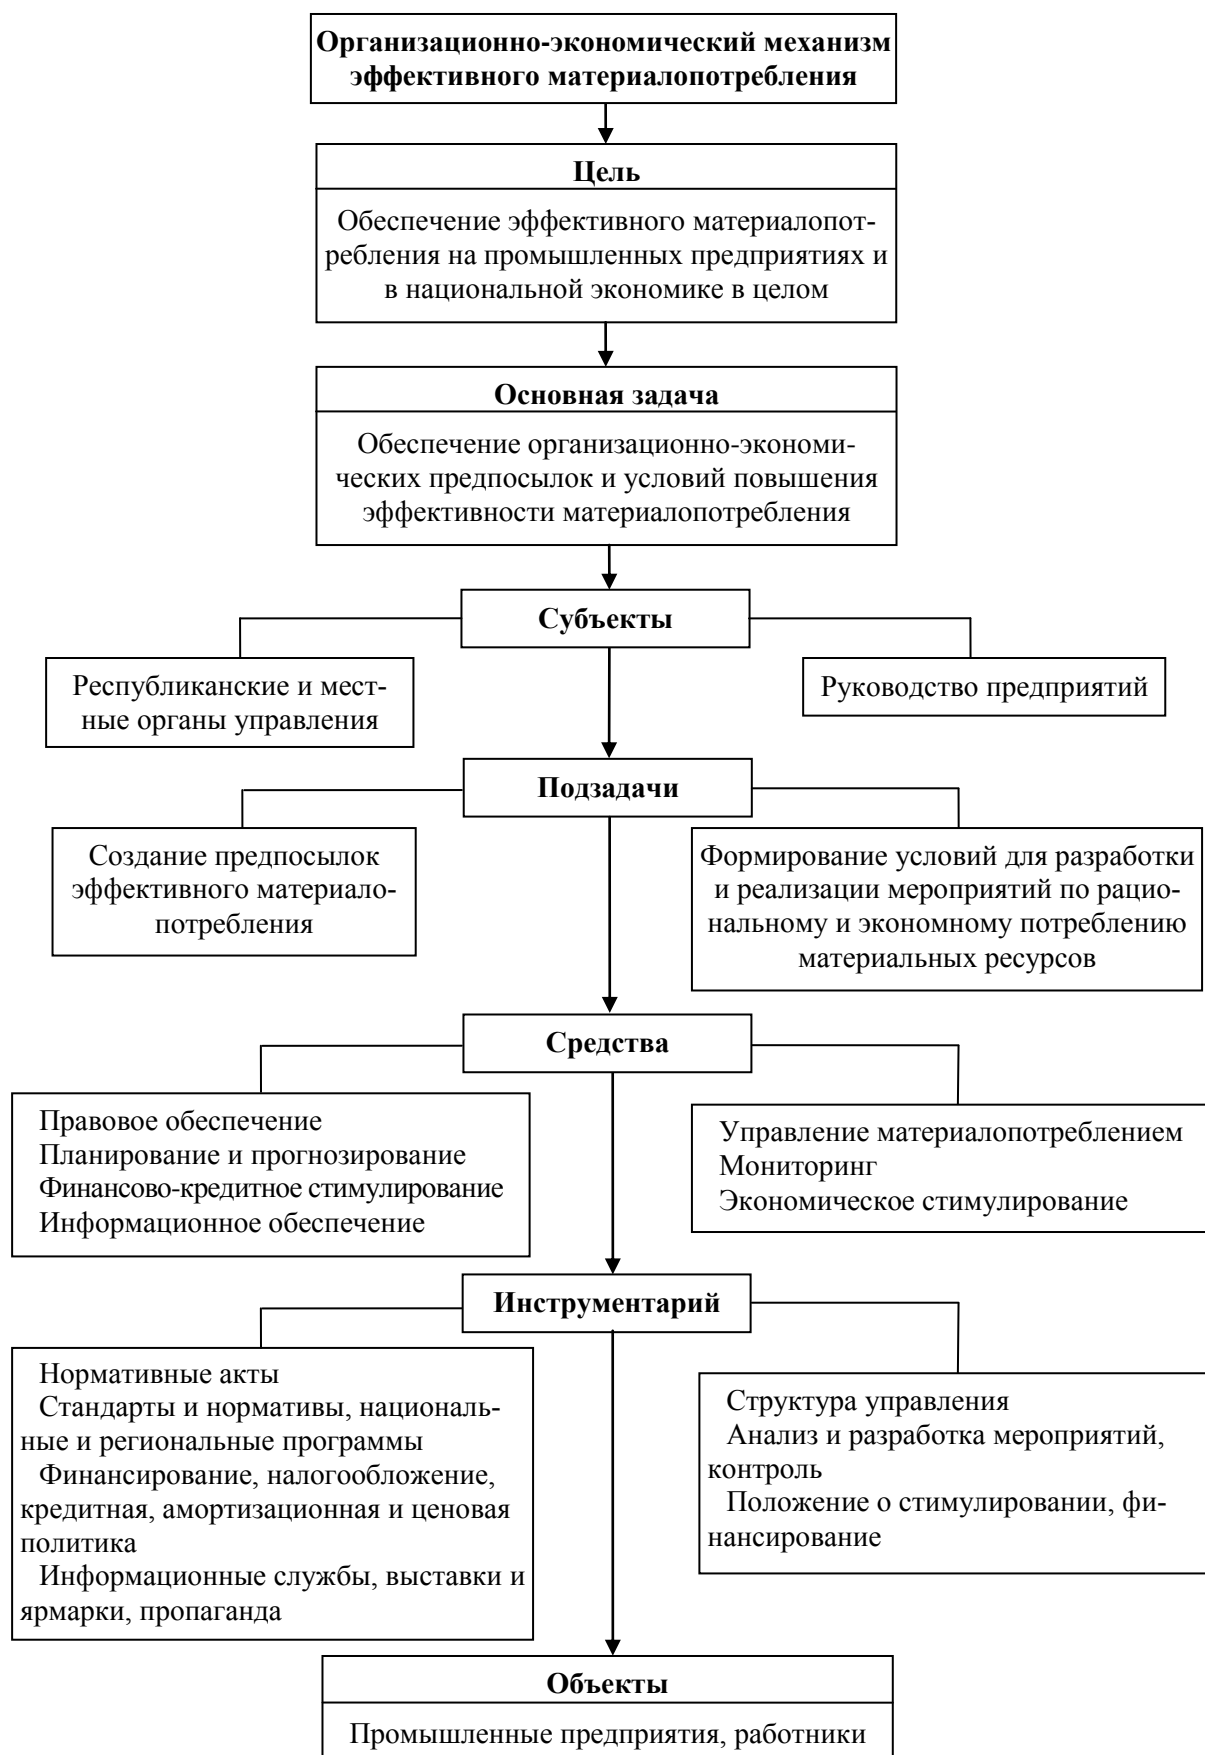 Организационно-экономический механизм
эффективного материалопотребления
Цель
Обеспечение эффективного материалопот-
ребления на промышленных предприятиях и
в национальной экономике в целом
Основная задача
Обеспечение организационно-экономи-
ческих предпосылок и условий повышения
эффективности материалопотребления
Субъекты
Республиканские и мест-
ные органы управления
Руководство предприятий
Подзадачи
Создание предпосылок
эффективного материало-
потребления
Формирование условий для разработки
и реализации мероприятий по рацио-
нальному и экономному потреблению
материальных ресурсов
Средства
Правовое обеспечение
Планирование и прогнозирование
Финансово-кредитное стимулирование
Информационное обеспечение
Управление материалопотреблением
Мониторинг
Экономическое стимулирование
Инструментарий
Нормативные акты
Стандарты и нормативы, националь-
ные и региональные программы
Финансирование, налогообложение,
кредитная, амортизационная и ценовая
политика
Информационные службы, выставки и
ярмарки, пропаганда
Структура управления
Анализ и разработка мероприятий,
контроль
Положение о стимулировании, фи-
нансирование
Объекты
Промышленные предприятия, работники